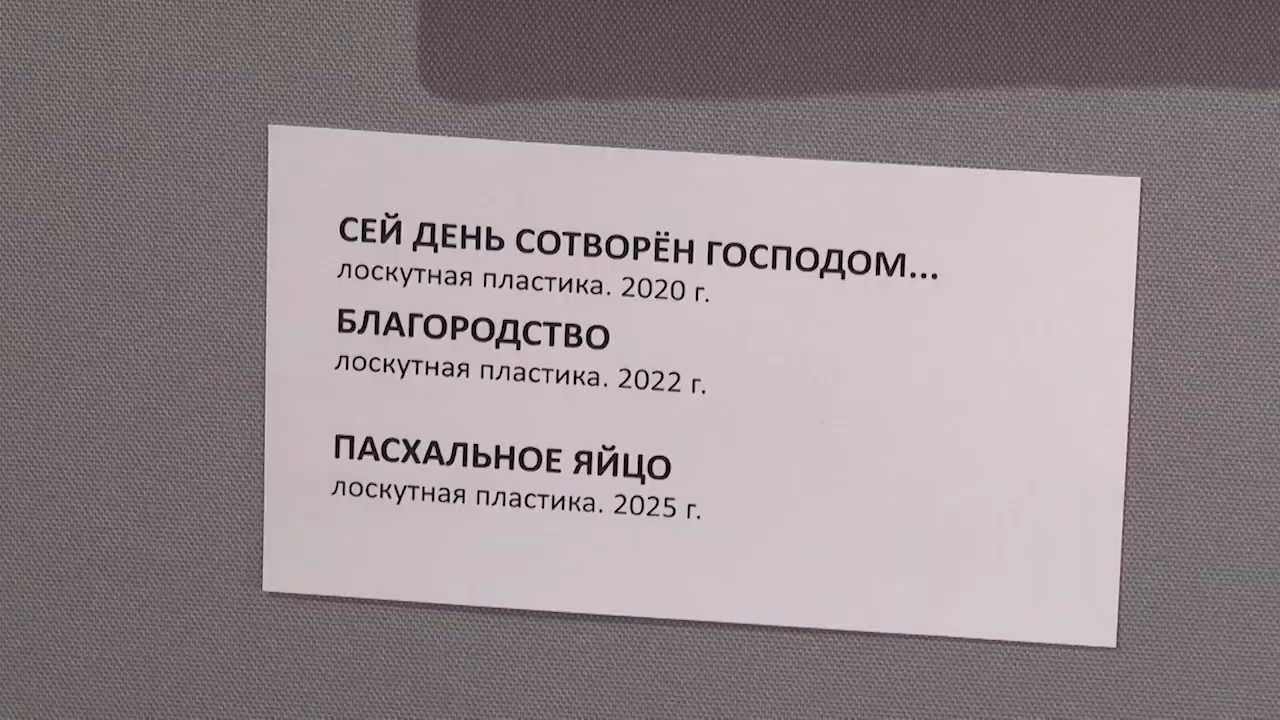 СЕЙ ДЕНЬ СОТВОРЁН ГОСПОДОМ...
лоскутная пластика. 2020 г.
БЛАГОРОДСТВО
лоскутная пластика. 2022 г.
ПАСХАЛЬНОЕ ЯЙЦО
лоскутная пластика. 2025 г.